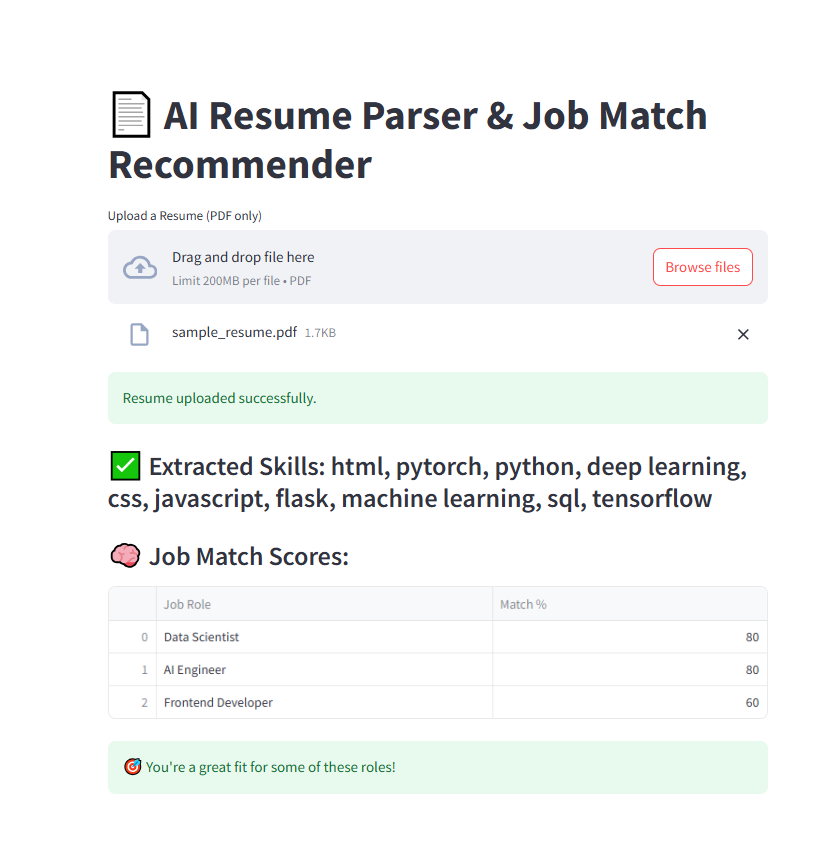 AI Resume Parser & Job Match
Recommender
Upload a Resume (PDF only)
Drag and drop file here
Limit 200MB per file • PDF
Browse files
sample_resume.pdf 1.7KB
Resume uploaded successfully.
Extracted Skills: html, pytorch, python, deep learning,
css, javascript, flask, machine learning, sql, tensorflow
Job Match Scores:
Job Role Match %
0 Data Scientist 80
1 AI Engineer 80
2 Frontend Developer 60
You're a great fit for some of these roles!